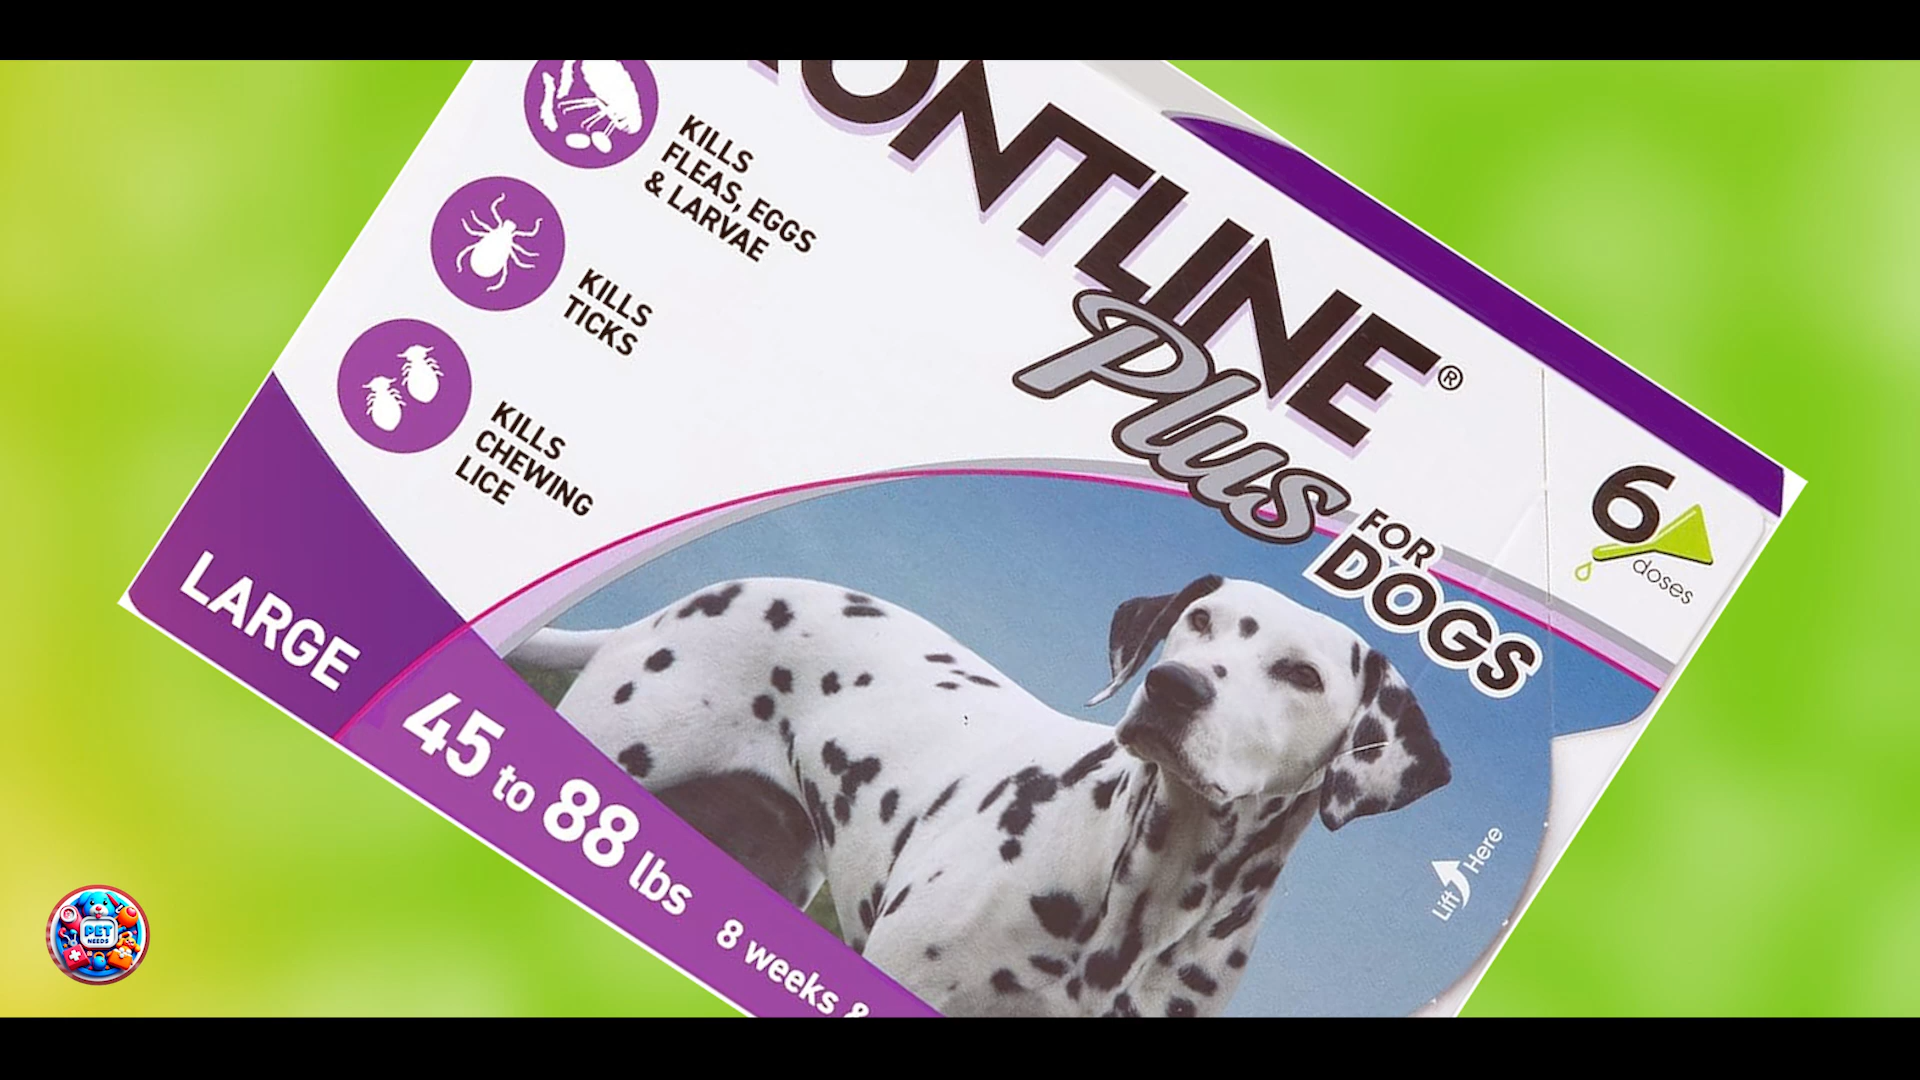 KILLS
FLEAS, EGGS
& LARVAE
KILLS
TICKS
KILLS
CHEWING
LICE
ONTLINE®
Plus
FOR
DOGS
6
doses
LARGE
45 to 88 lbs
8 weeks &
Lift Here
PET
NEEDS